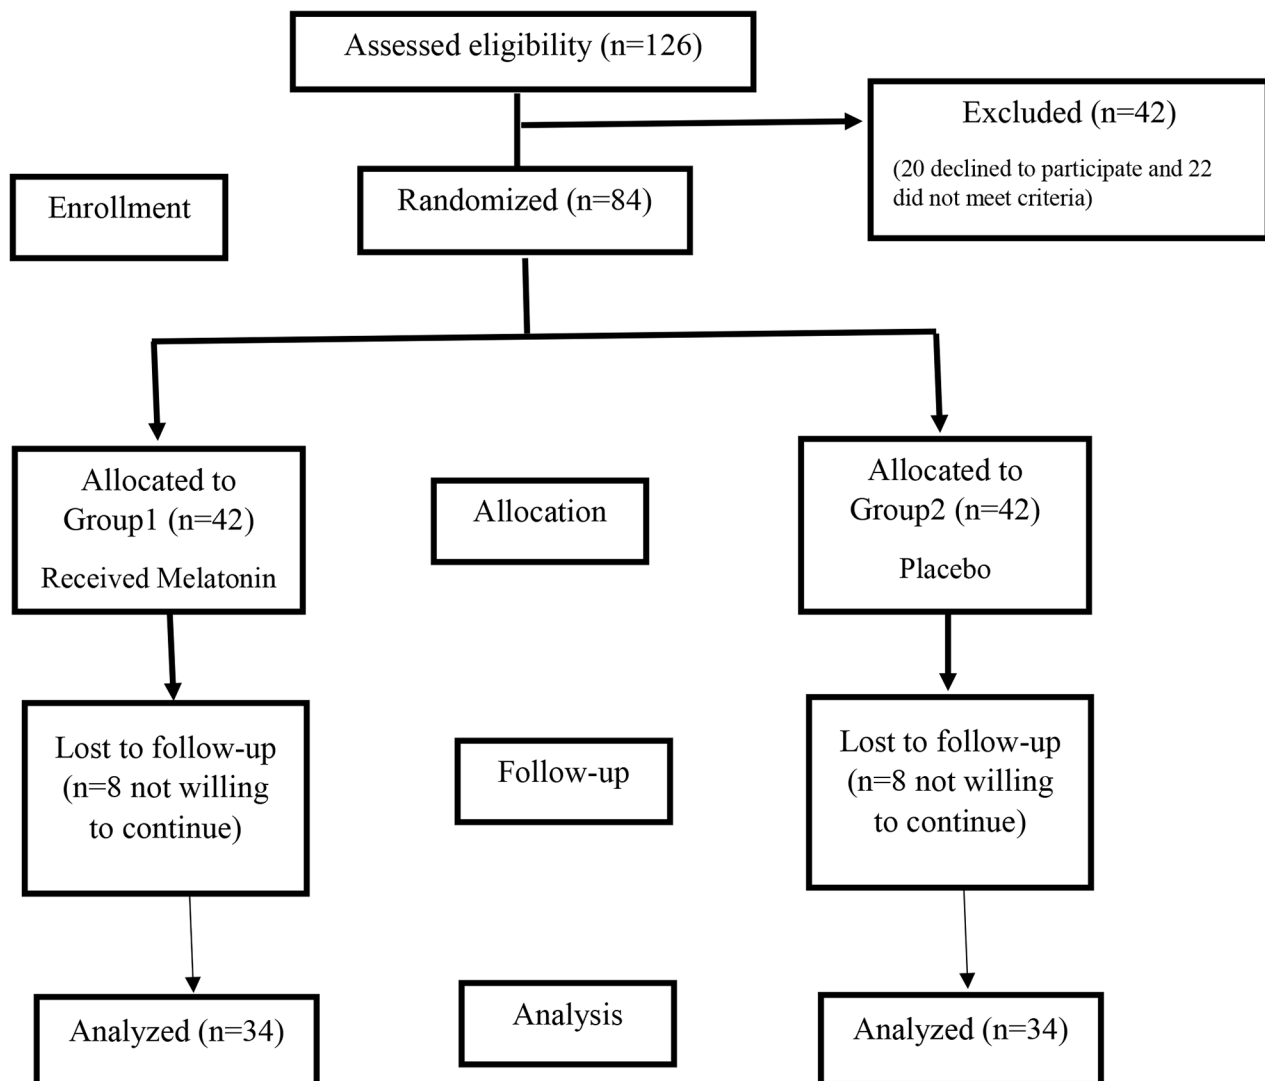 Assessed eligibility (n=126)
Excluded (n=42)
(20 declined to participate and 22
did not meet criteria)
Enrollment
Randomized (n=84)
Allocated to
Group1 (n=42)
Received Melatonin
Allocation
Allocated to
Group2 (n=42)
Placebo
Lost to follow-up
(n=8 not willing
to continue)
Follow-up
Lost to follow-up
(n=8 not willing
to continue)
Analyzed (n=34)
Analysis
Analyzed (n=34)